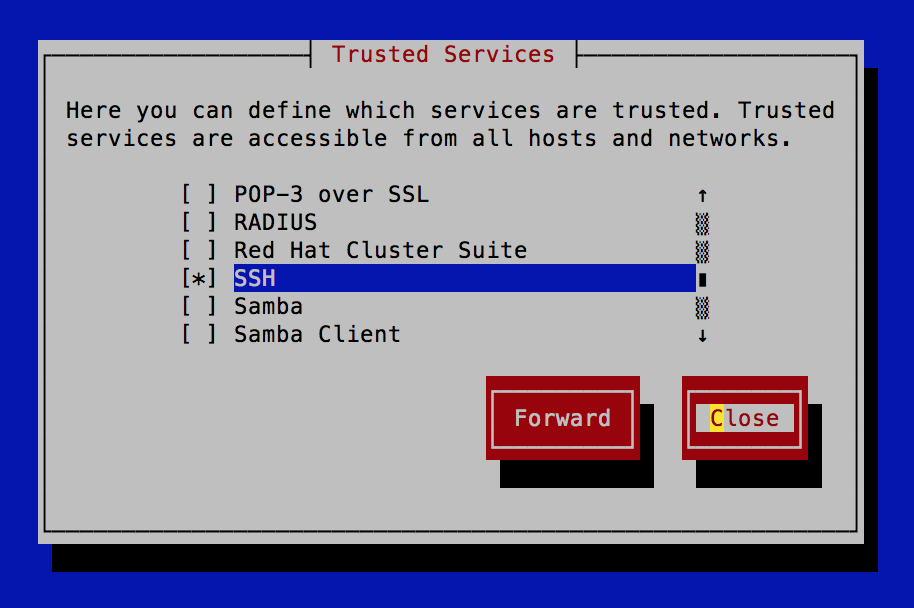 Trusted Services
Here you can define which services are trusted. Trusted
services are accessible from all hosts and networks.
[ ] POP-3 over SSL ↑
[ ] RADIUS
[ ] Red Hat Cluster Suite
[*] SSH
[ ] Samba
[ ] Samba Client ↓
Forward Close